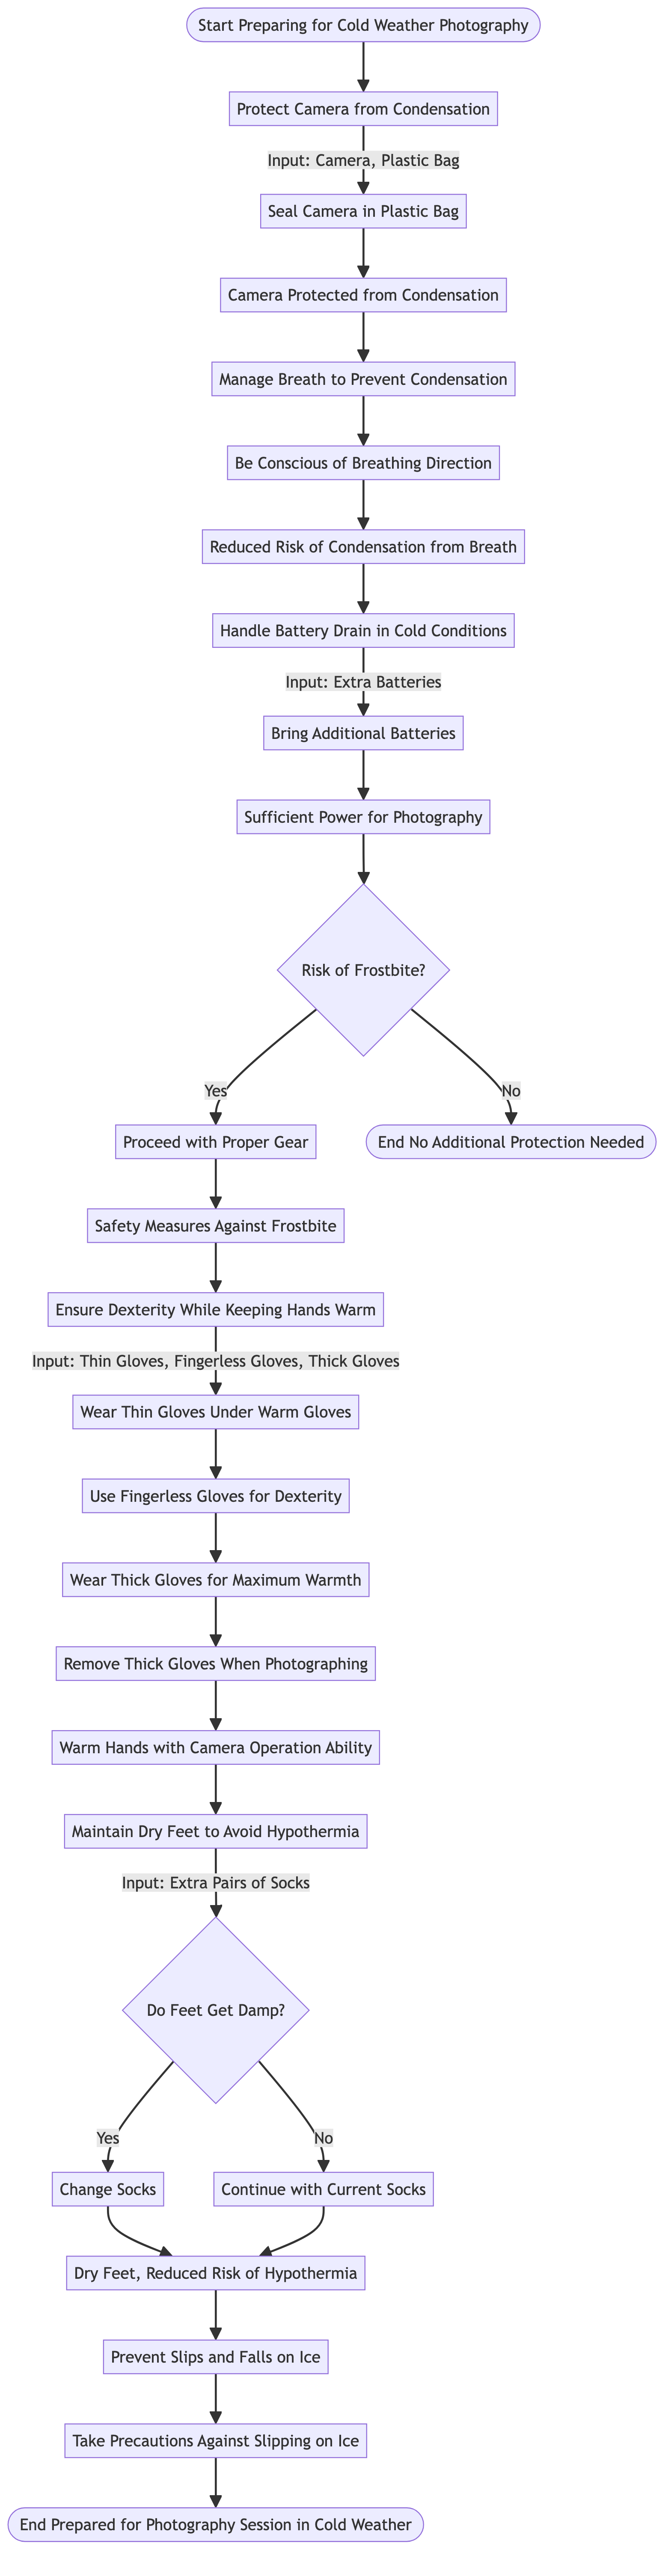 Start Preparing for Cold Weather Photography
Protect Camera from Condensation
Input: Camera, Plastic Bag
Seal Camera in Plastic Bag
Camera Protected from Condensation
Manage Breath to Prevent Condensation
Be Conscious of Breathing Direction
Reduced Risk of Condensation from Breath
Handle Battery Drain in Cold Conditions
Input: Extra Batteries
Bring Additional Batteries
Sufficient Power for Photography
Risk of Frostbite?
Yes
No
Proceed with Proper Gear
End No Additional Protection Needed
Safety Measures Against Frostbite
Ensure Dexterity While Keeping Hands Warm
Input: Thin Gloves, Fingerless Gloves, Thick Gloves
Wear Thin Gloves Under Warm Gloves
Use Fingerless Gloves for Dexterity
Wear Thick Gloves for Maximum Warmth
Remove Thick Gloves When Photographing
Warm Hands with Camera Operation Ability
Maintain Dry Feet to Avoid Hypothermia
Input: Extra Pairs of Socks
Do Feet Get Damp?
Yes
No
Change Socks
Continue with Current Socks
Dry Feet, Reduced Risk of Hypothermia
Prevent Slips and Falls on Ice
Take Precautions Against Slipping on Ice
End Prepared for Photography Session in Cold Weather